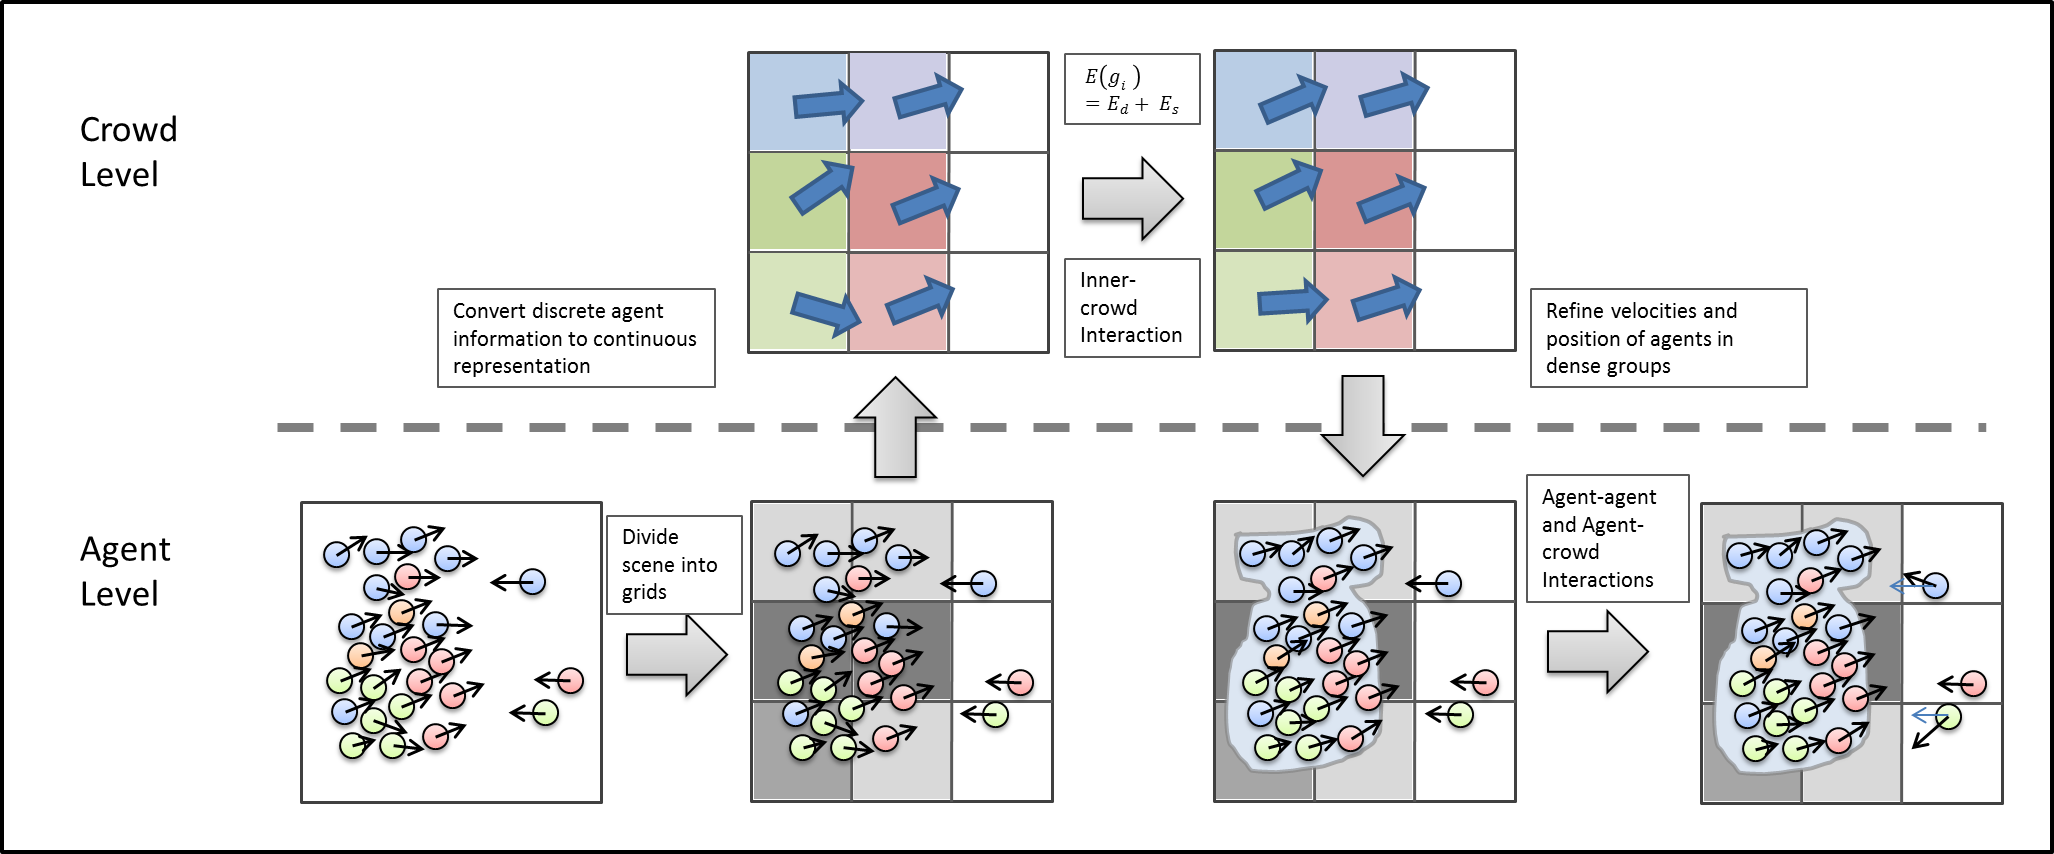 Crowd
Level
E(gᵢ)
= E_d + E_s
Inner-
crowd
Interaction
Convert discrete agent
information to continuous
representation
Refine velocities and
position of agents in
dense groups
Agent
Level
Divide
scene into
grids
Agent-agent
and Agent-
crowd
Interactions